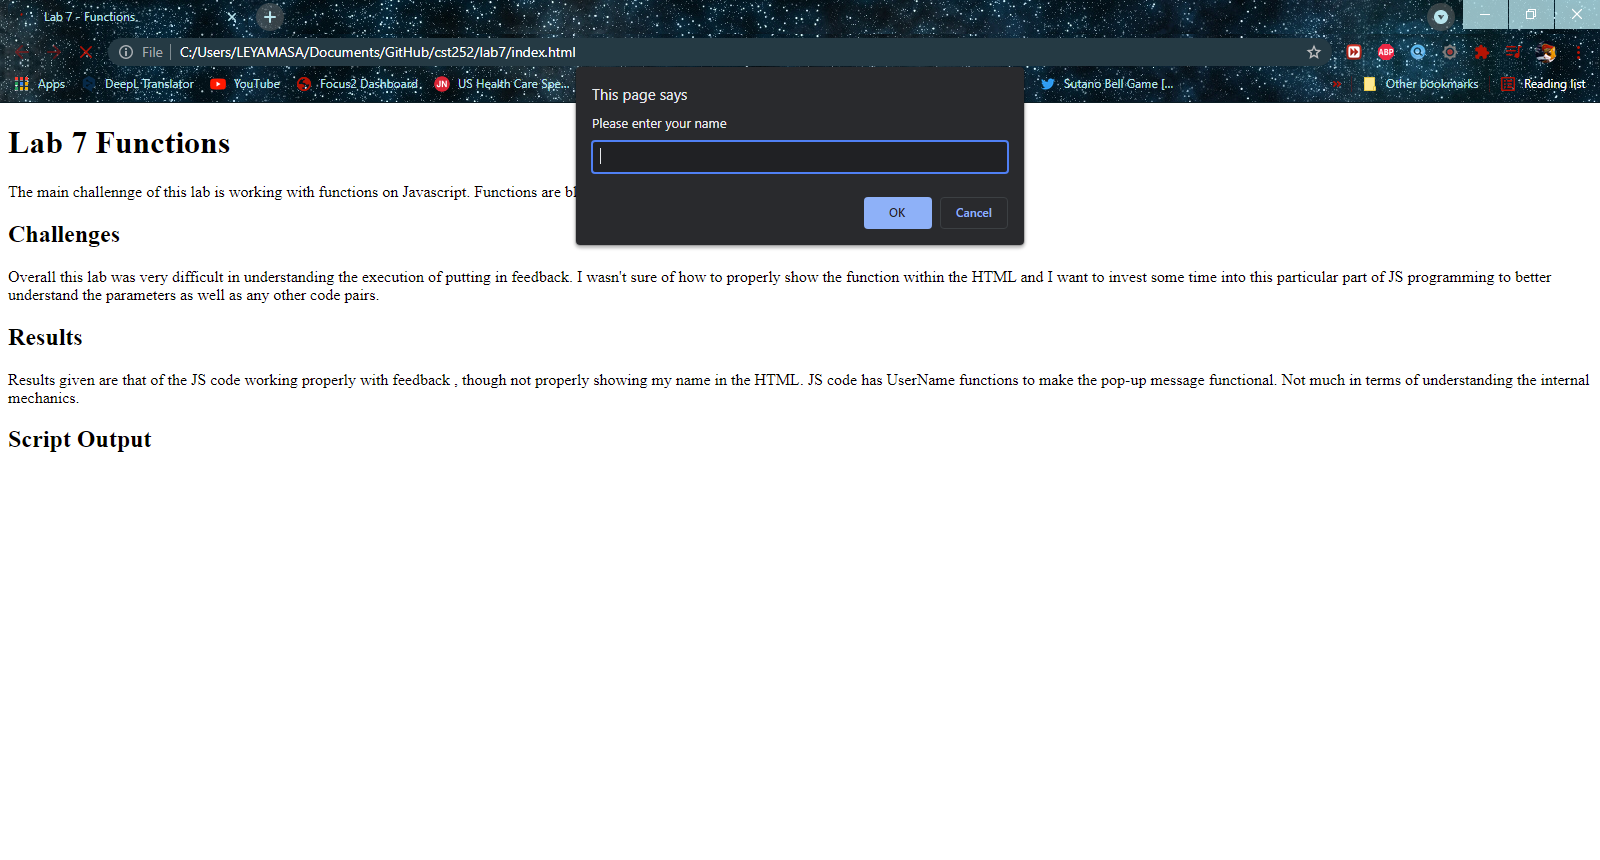 Lab 7 - Functions
File C:/Users/LEYAMASA/Documents/GitHub/cst252/lab7/index.html
ABP
Apps DeepL Translator YouTube Focus2 Dashboard JN US Health Care Spe... Sutano Bell Game [... Other bookmarks Reading list
This page says
Please enter your name
OK Cancel
Lab 7 Functions
The main challennge of this lab is working with functions on Javascript. Functions are bl
Challenges
Overall this lab was very difficult in understanding the execution of putting in feedback. I wasn't sure of how to properly show the function within the HTML and I want to invest some time into this particular part of JS programming to better
understand the parameters as well as any other code pairs.
Results
Results given are that of the JS code working properly with feedback , though not properly showing my name in the HTML. JS code has UserName functions to make the pop-up message functional. Not much in terms of understanding the internal
mechanics.
Script Output